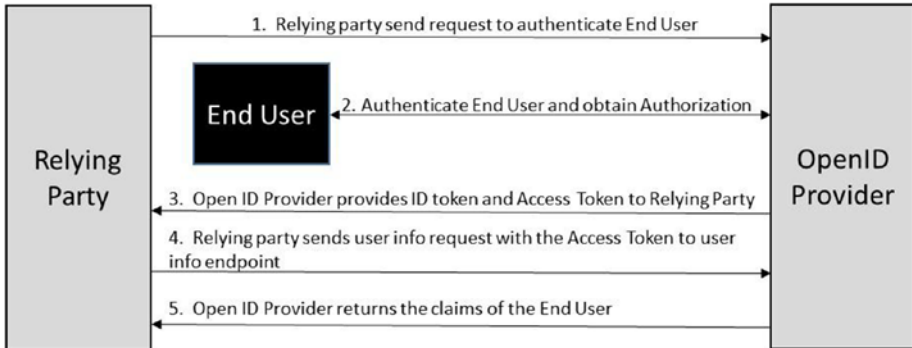 1. Relying party send request to authenticate End User
End User
2. Authenticate End User and obtain Authorization
Relying
Party
OpenID
Provider
3. Open ID Provider provides ID token and Access Token to Relying Party
4. Relying party sends user info request with the Access Token to user
info endpoint
5. Open ID Provider returns the claims of the End User